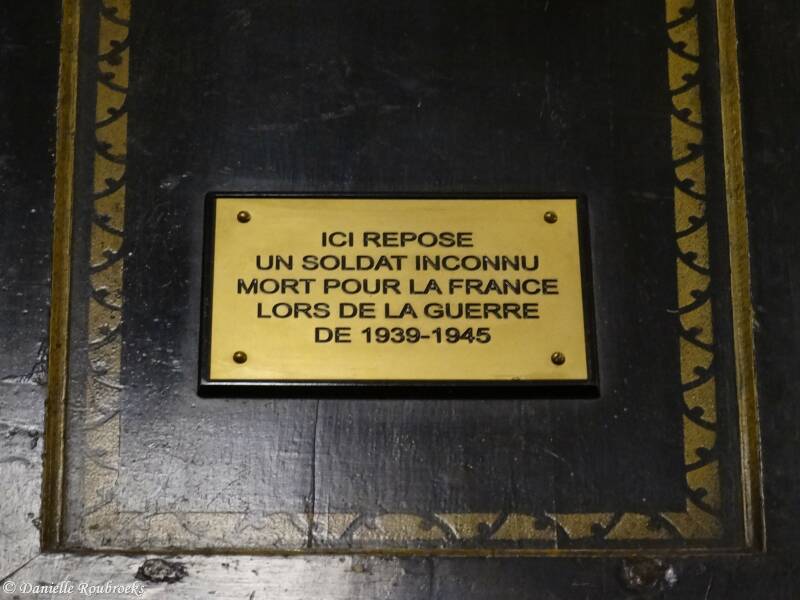 ICI REPOSE
UN SOLDAT INCONNU
MORT POUR LA FRANCE
LORS DE LA GUERRE
DE 1939-1945
© Danielle Roubroeks